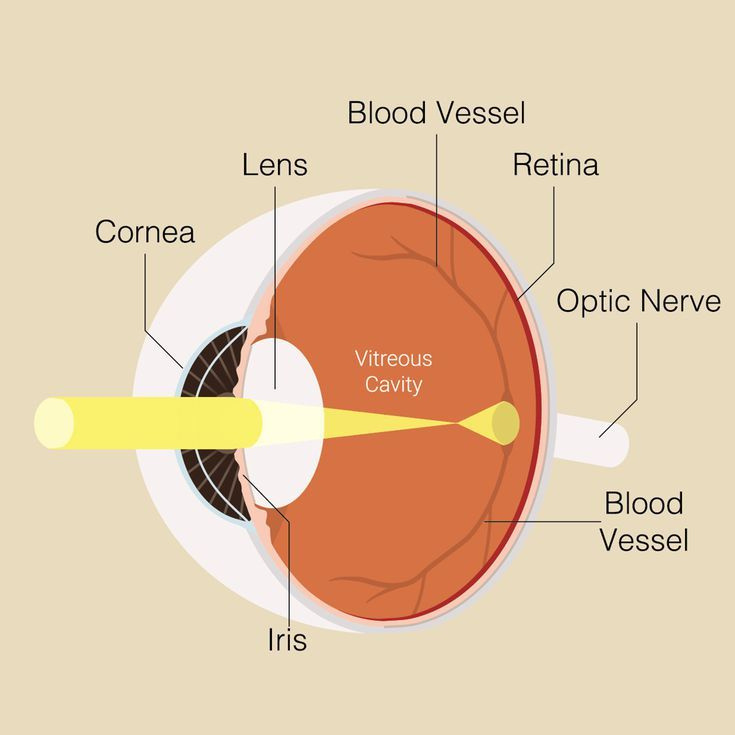 Blood Vessel
Lens
Retina
Cornea
Optic Nerve
Vitreous
Cavity
Blood
Vessel
Iris